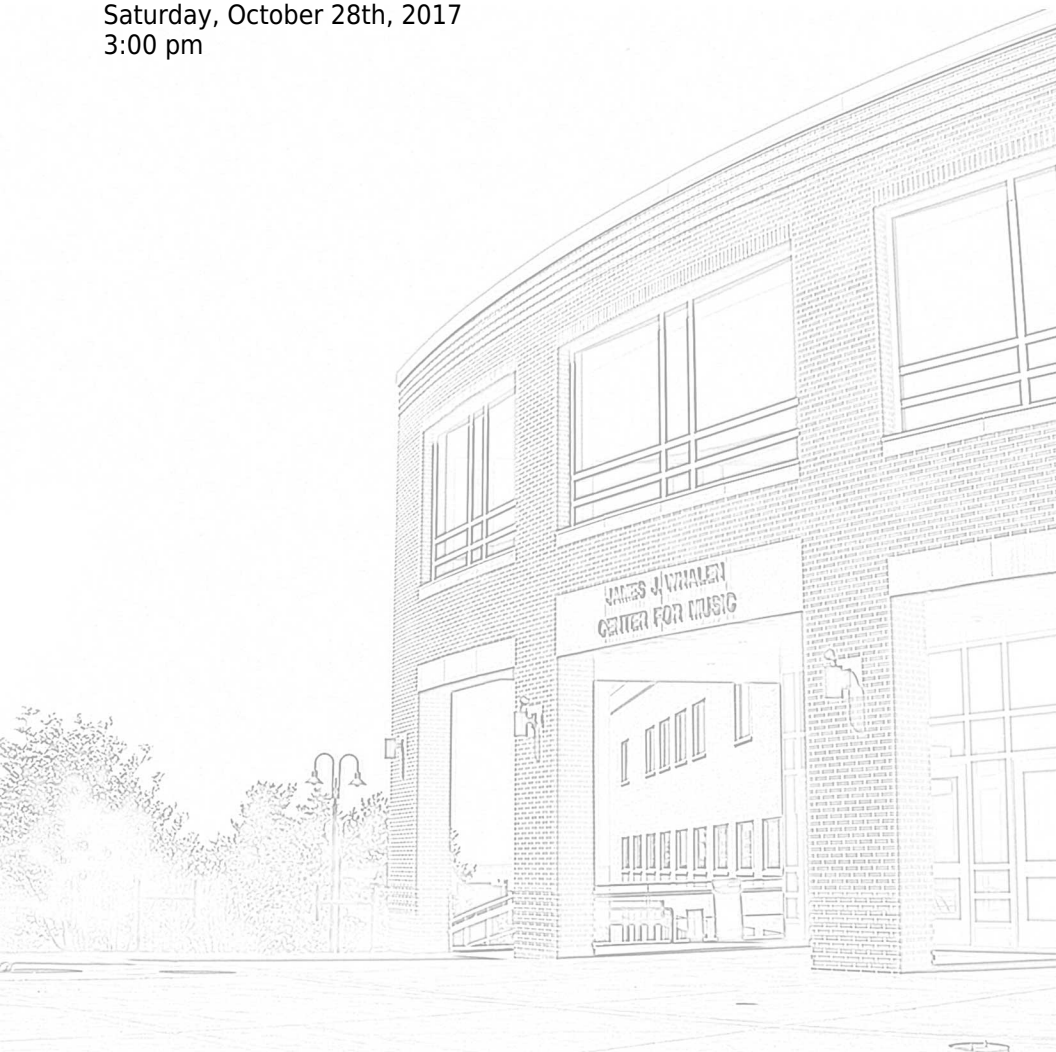 Saturday, October 28th, 2017
3:00 pm
JAMES J. WHALEN
CENTER FOR MUSIC